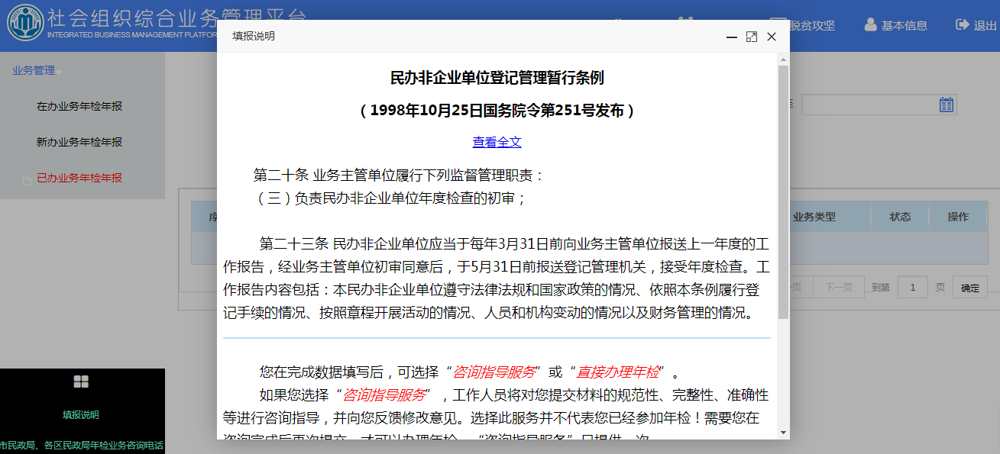 社会组织综合业务管理平台
INTEGRATED BUSINESS MANAGEMENT PLATFOR
脱贫攻坚
基本信息
退出
业务管理
在办业务年检年报
新办业务年检年报
已办业务年检年报
填报说明
市民政局、各区民政局年检业务咨询电话
填报说明
民办非企业单位登记管理暂行条例
（1998年10月25日国务院令第251号发布）
查看全文
第二十条 业务主管单位履行下列监督管理职责：
（三）负责民办非企业单位年度检查的初审；
第二十三条 民办非企业单位应当于每年3月31日前向业务主管单位报送上一年度的工
作报告，经业务主管单位初审同意后，于5月31日前报送登记管理机关，接受年度检查。工
作报告内容包括：本民办非企业单位遵守法律法规和国家政策的情况、依照本条例履行登
记手续的情况、按照章程开展活动的情况、人员和机构变动的情况以及财务管理的情况。
您在完成数据填写后，可选择“咨询指导服务”或“直接办理年检”。
如果您选择“咨询指导服务”，工作人员将对您提交材料的规范性、完整性、准确性
等进行咨询指导，并向您反馈修改意见。选择此服务并不代表您已经参加年检！需要您在
业务类型
状态
操作
下一页
到第
1
页
确定